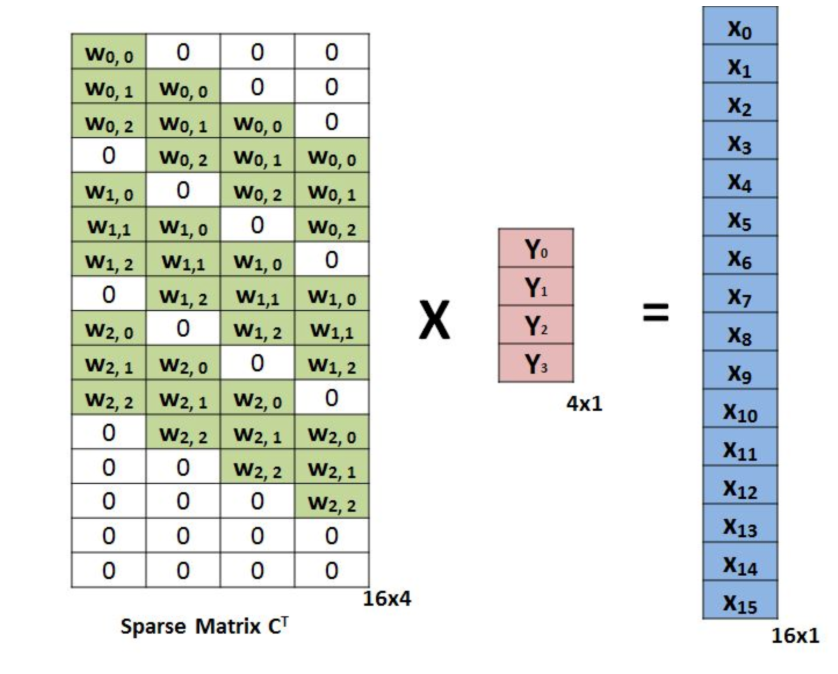 w0, 0 0 0 0
w0, 1 w0, 0 0 0
w0, 2 w0, 1 w0, 0 0
0 w0, 2 w0, 1 w0, 0
w1, 0 0 w0, 2 w0, 1
w1,1 w1, 0 0 w0, 2
w1, 2 w1,1 w1, 0 0
0 w1, 2 w1,1 w1, 0
w2, 0 0 w1, 2 w1,1
w2, 1 w2, 0 0 w1, 2
w2, 2 w2, 1 w2, 0 0
0 w2, 2 w2, 1 w2, 0
0 0 w2, 2 w2, 1
0 0 0 w2, 2
0 0 0 0
0 0 0 0
16x4
Sparse Matrix Cᵀ
X
Y0
Y1
Y2
Y3
4x1
=
x0
x1
x2
x3
x4
x5
x6
x7
x8
x9
x10
x11
x12
x13
x14
x15
16x1